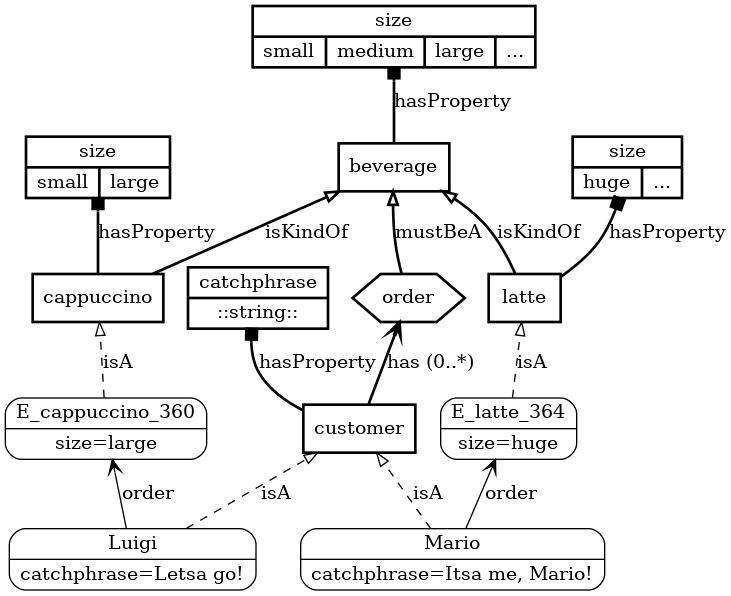 size
small medium large ...
hasProperty
size
small large
beverage
size
huge ...
hasProperty
isKindOf
mustBeA
isKindOf
hasProperty
cappuccino
catchphrase
::string::
order
latte
isA
hasProperty
has (0..*)
isA
E_cappuccino_360
size=large
customer
E_latte_364
size=huge
order
isA
isA
order
Luigi
catchphrase=Letsa go!
Mario
catchphrase=Itsa me, Mario!